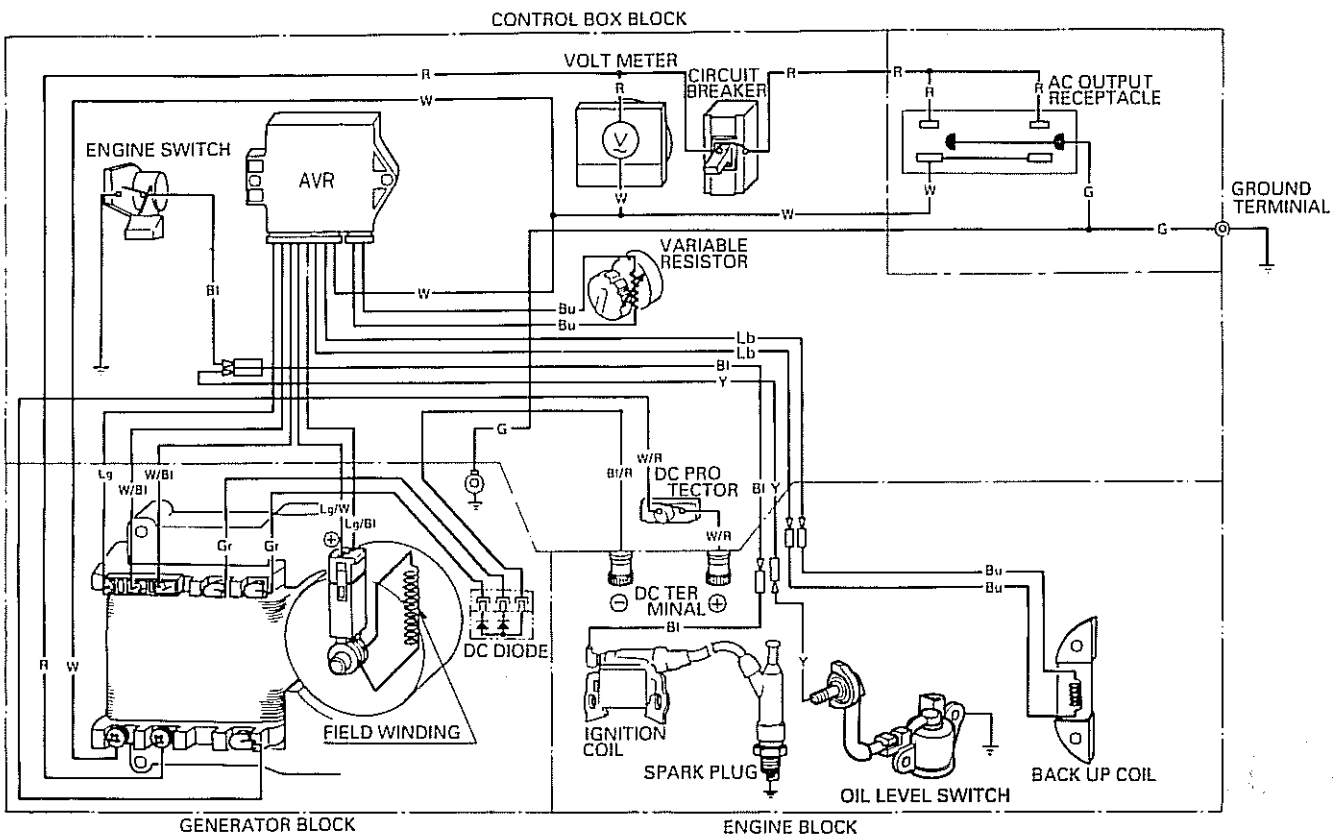 CONTROL BOX BLOCK
VOLT METER
CIRCUIT
BREAKER
AC OUTPUT
RECEPTACLE
R
R
R
R
R
R
W
V
ENGINE SWITCH
AVR
W
W
W
G
GROUND
TERMINIAL
G
VARIABLE
RESISTOR
Bl
W
Bu
Bu
Lb
Lb
Bl
Y
G
Lg
W/Bl
W/Bl
Bl/R
W/R
DC PRO
TECTOR
Bl
Y
Lg/W
Lg/Bl
Gr
Gr
W/R
⊕
DC TER
MINAL
⊖
⊕
Bu
Bu
Bl
DC DIODE
R
W
Y
FIELD WINDING
IGNITION
COIL
SPARK PLUG
OIL LEVEL SWITCH
BACK UP COIL
GENERATOR BLOCK
ENGINE BLOCK